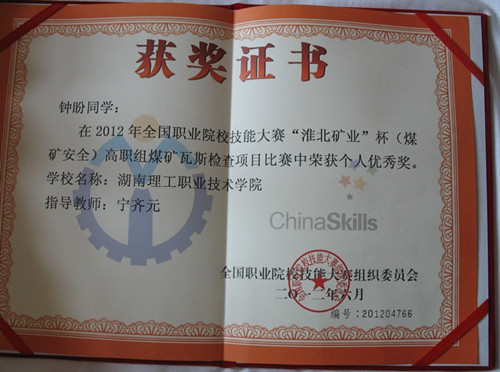 获奖证书
钟盼同学：
在2012年全国职业院校技能大赛“淮北矿业”杯（煤
矿安全）高职组煤矿瓦斯检查项目比赛中荣获个人优秀奖。
学校名称：湖南理工职业技术学院
指导教师：宁齐元
ChinaSkills
全国职业院校技能大赛组织委员会
二〇一二年六月
编号：201204766